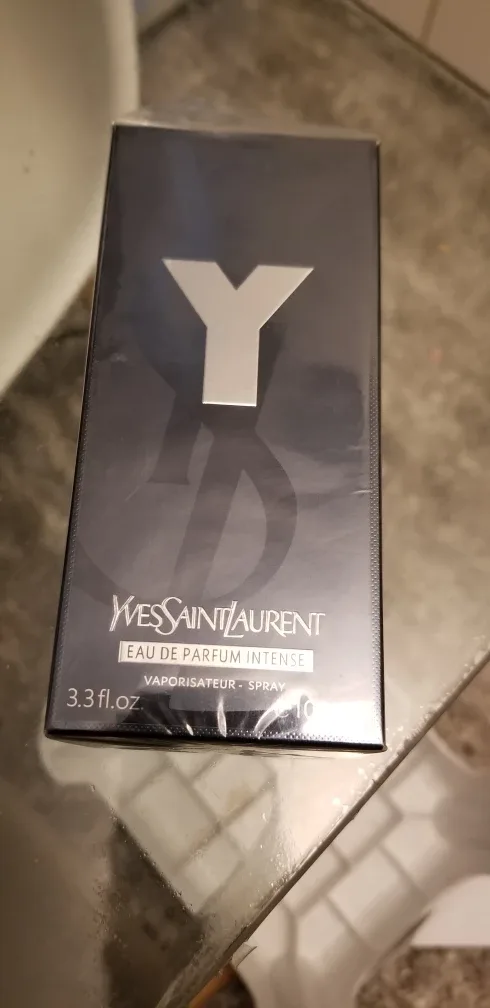 Y
YVESSAINTLAURENT
EAU DE PARFUM INTENSE
VAPORISATEUR - SPRAY
3.3 fl.oz.